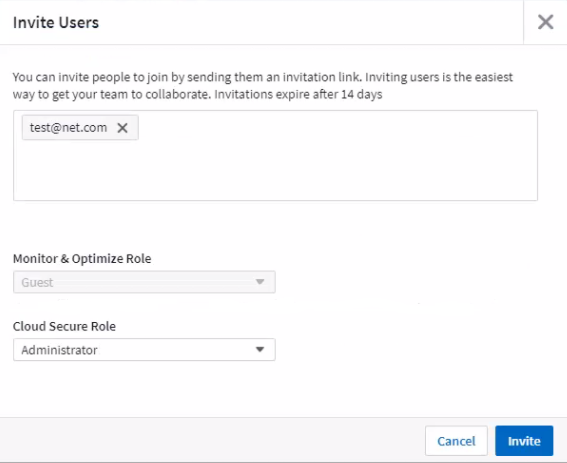 Invite Users
You can invite people to join by sending them an invitation link. Inviting users is the easiest
way to get your team to collaborate. Invitations expire after 14 days
test@net.com
Monitor & Optimize Role
Guest
Cloud Secure Role
Administrator
Cancel
Invite